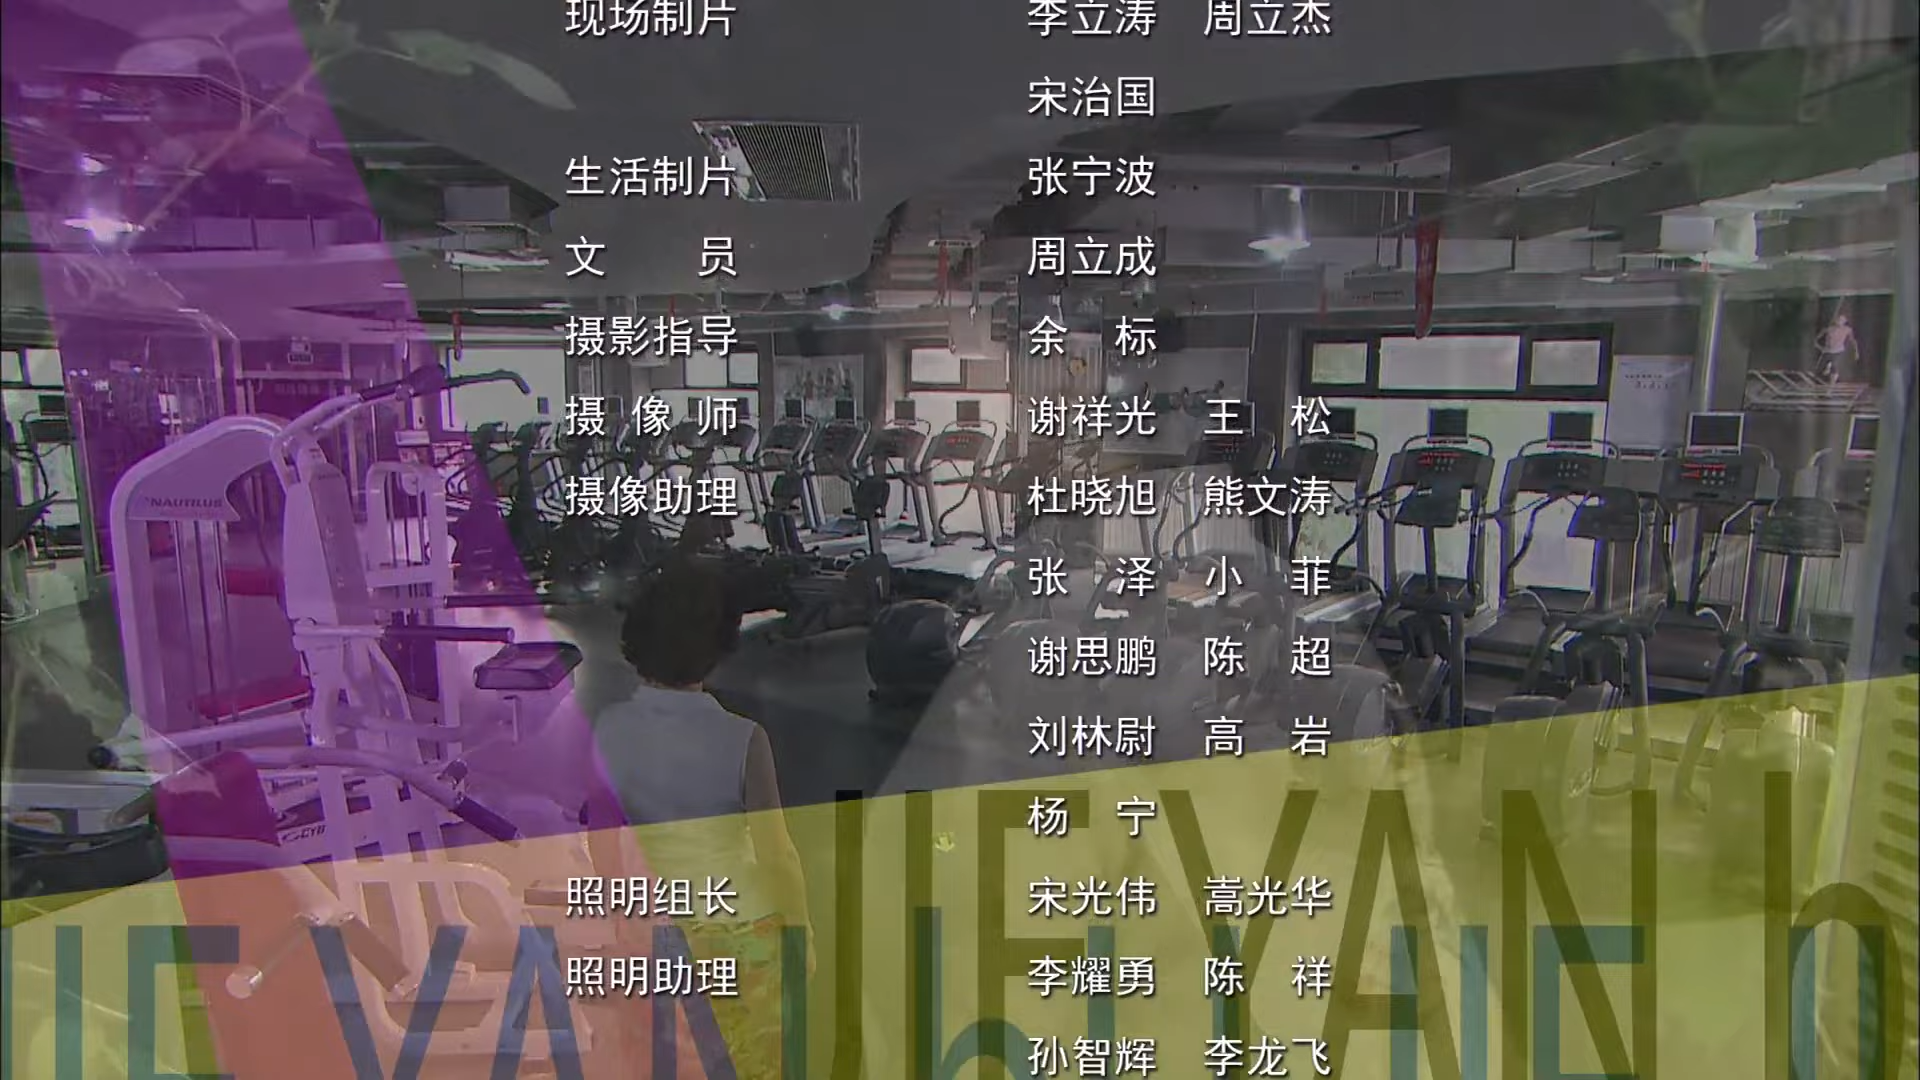 现场制片 李立涛 周立杰
宋治国
生活制片 张宁波
文员 周立成
摄影指导 余标
摄像师 谢祥光 王松
摄像助理 杜晓旭 熊文涛
张泽 小菲
NAUTILUS
谢思鹏 陈超
刘林尉 高岩
杨宁
照明组长 宋光伟 嵩光华
照明助理 李耀勇 陈祥
孙智辉 李龙飞